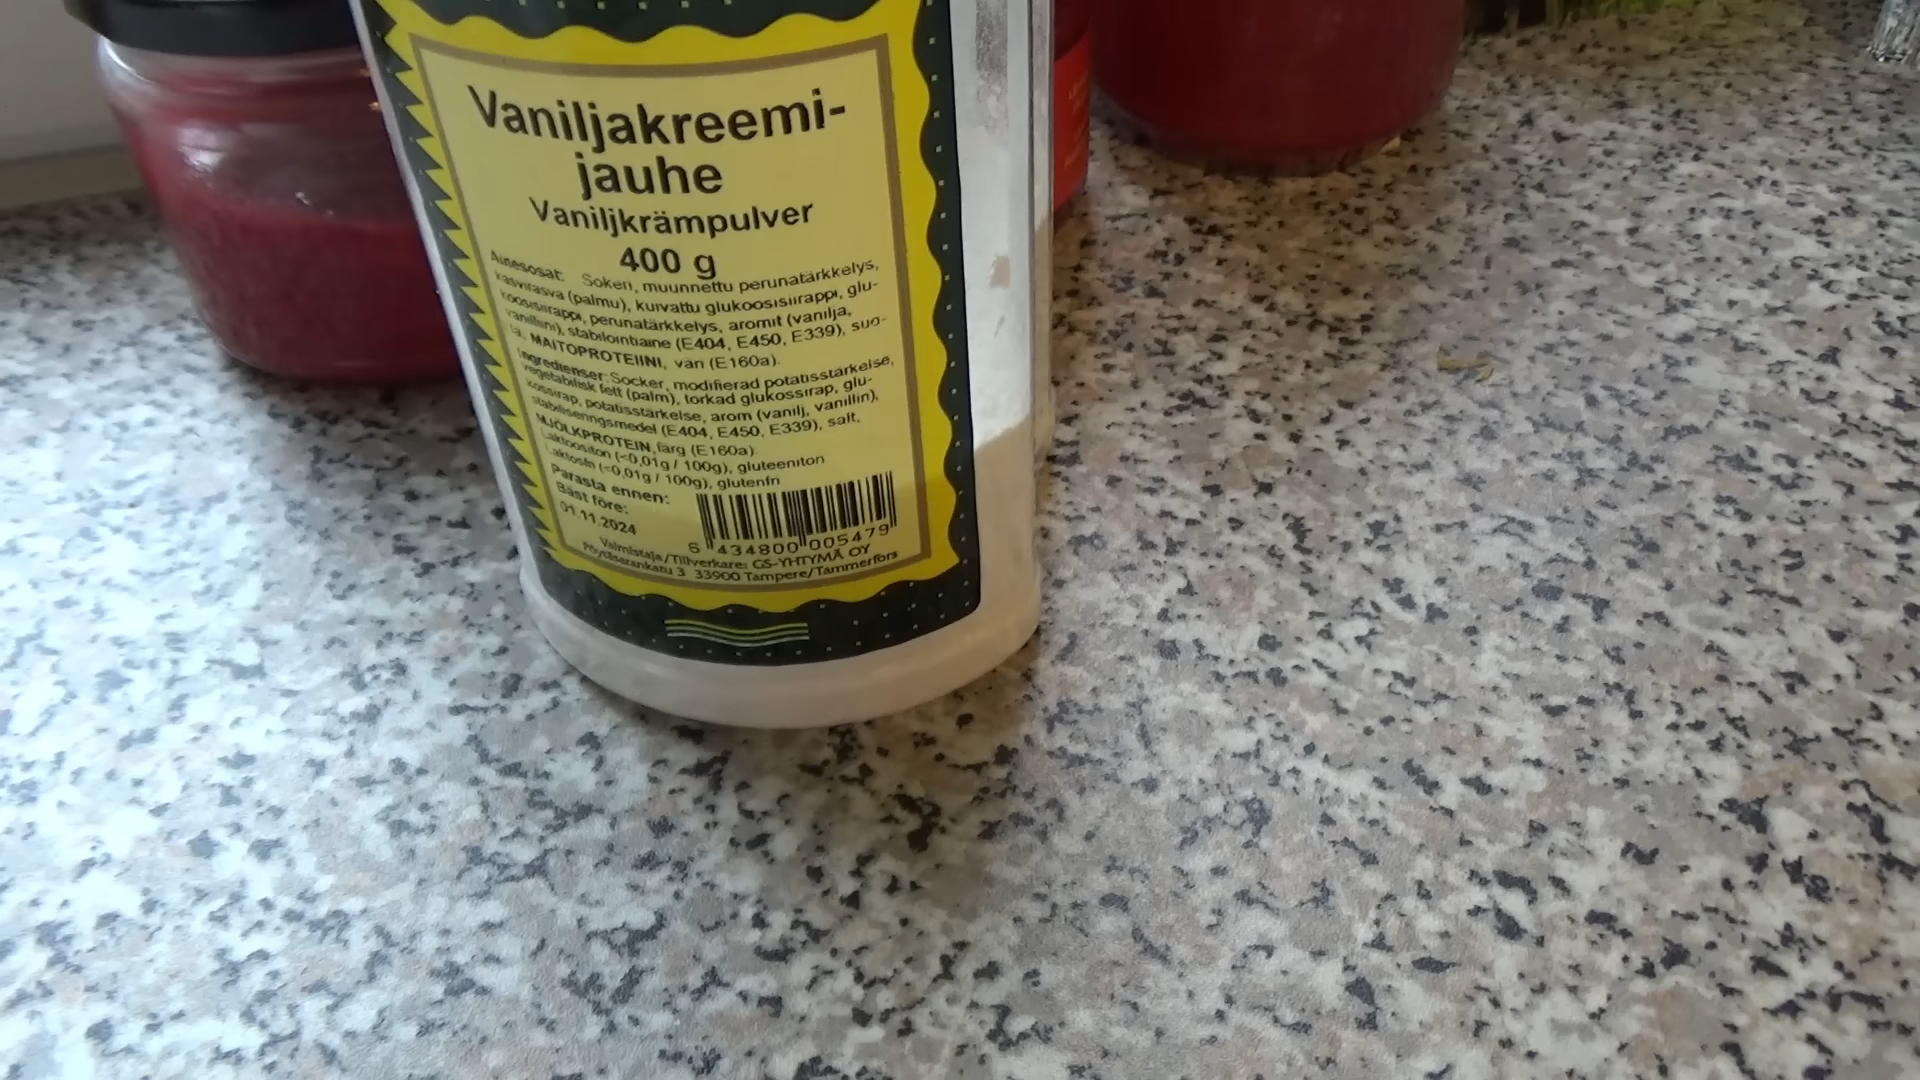 Vaniljakreemi-
jauhe
Vaniljkrämpulver
400 g
Ainesosat: Sokeri, muunnettu perunatärkkelys,
kasvirasva (palmu), kuivattu glukoosisiirappi, glu-
koosisiirappi, perunatärkkelys, aromit (vanilja,
vanilliini), stabilointiaine (E404, E450, E339), suo-
la, MAITOPROTEIINI, väri (E160a).
Ingredienser: Socker, modifierad potatisstärkelse,
vegetabilisk fett (palm), torkad glukossirap, glu-
kossirap, potatisstärkelse, arom (vanilj, vanillin),
stabiliseringsmedel (E404, E450, E339), salt,
MJÖLKPROTEIN, färg (E160a).
Laktoositon (<0,01g / 100g), gluteeniton
Laktosfri (<0,01g / 100g), glutenfri
Parasta ennen:
Bäst före:
01.11.2024
6 434800 005479
Valmistaja/Tillverkare: GS-YHTYMÄ OY
Pöytäsarankatu 3 33900 Tampere/Tammerfors